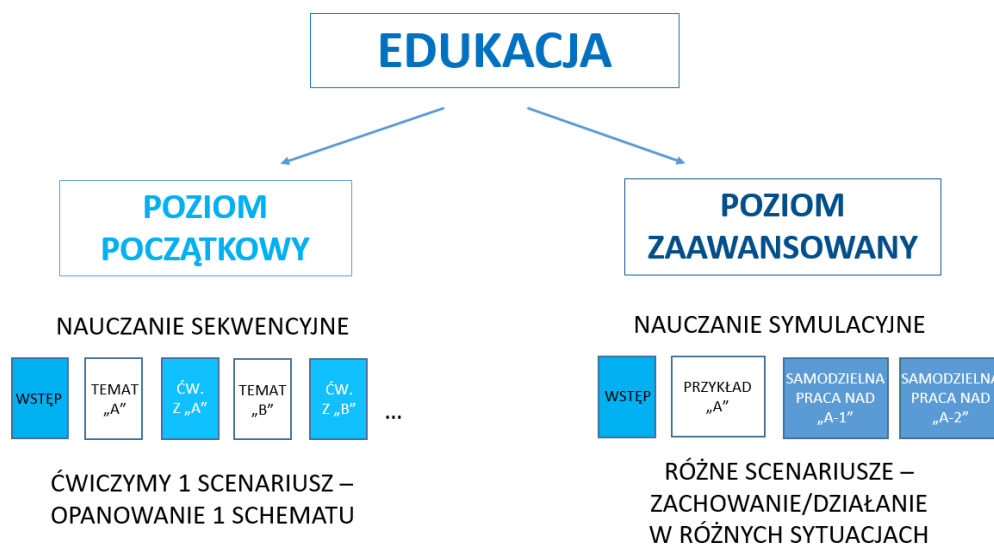 EDUKACJA
POZIOM
POCZĄTKOWY
NAUCZANIE SEKWENCYJNE
WSTĘP
TEMAT
„A”
ĆW.
Z „A”
TEMAT
„B”
ĆW.
Z „B”
...
ĆWICZYMY 1 SCENARIUSZ –
OPANOWANIE 1 SCHEMATU
POZIOM
ZAAWANSOWANY
NAUCZANIE SYMULACYJNE
WSTĘP
PRZYKŁAD
„A”
SAMODZIELNA
PRACA NAD
„A-1”
SAMODZIELNA
PRACA NAD
„A-2”
RÓŻNE SCENARIUSZE –
ZACHOWANIE/DZIAŁANIE
W RÓŻNYCH SYTUACJACH